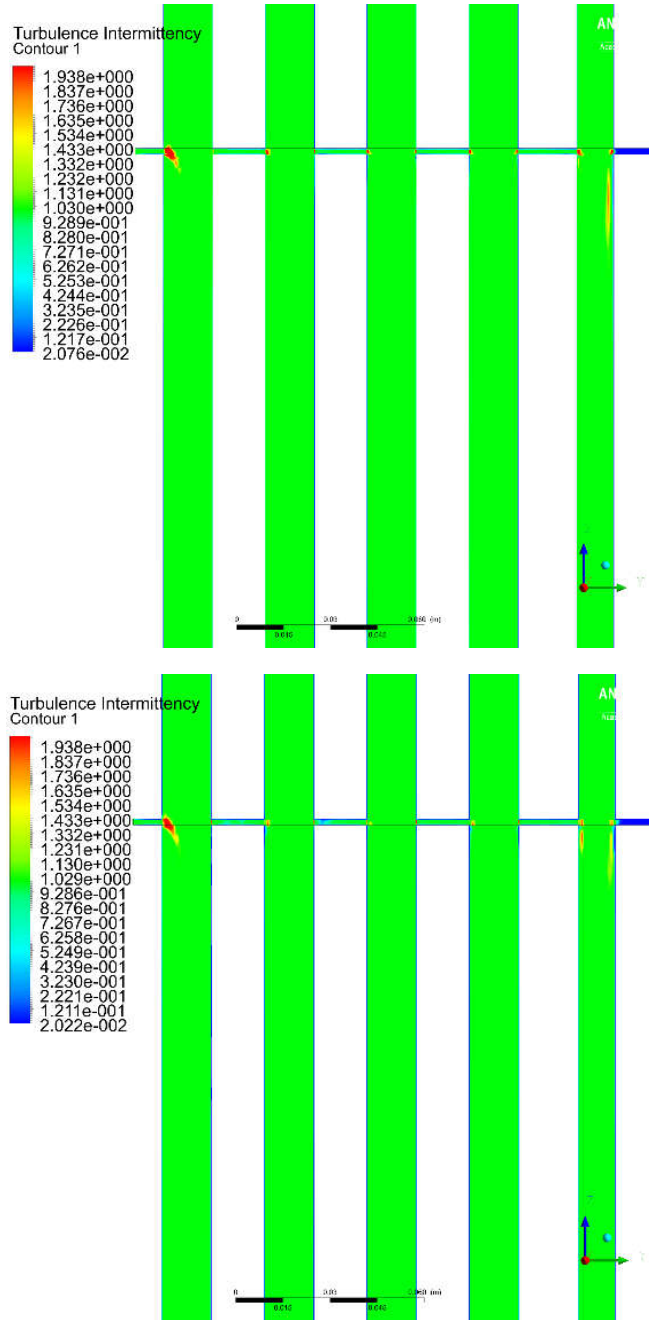 Turbulence Intermittency
Contour 1
AN
1.938e+000
1.837e+000
1.736e+000
1.635e+000
1.534e+000
1.433e+000
1.332e+000
1.232e+000
1.131e+000
1.030e+000
9.289e-001
8.280e-001
7.271e-001
6.262e-001
5.253e-001
4.244e-001
3.235e-001
2.226e-001
1.217e-001
2.076e-002
0
0.03
0.060 (m)
0.015
0.045
Turbulence Intermittency
Contour 1
AN
1.938e+000
1.837e+000
1.736e+000
1.635e+000
1.534e+000
1.433e+000
1.332e+000
1.231e+000
1.130e+000
1.029e+000
9.286e-001
8.276e-001
7.267e-001
6.258e-001
5.249e-001
4.239e-001
3.230e-001
2.221e-001
1.211e-001
2.022e-002
0
0.03
0.060 (m)
0.015
0.045